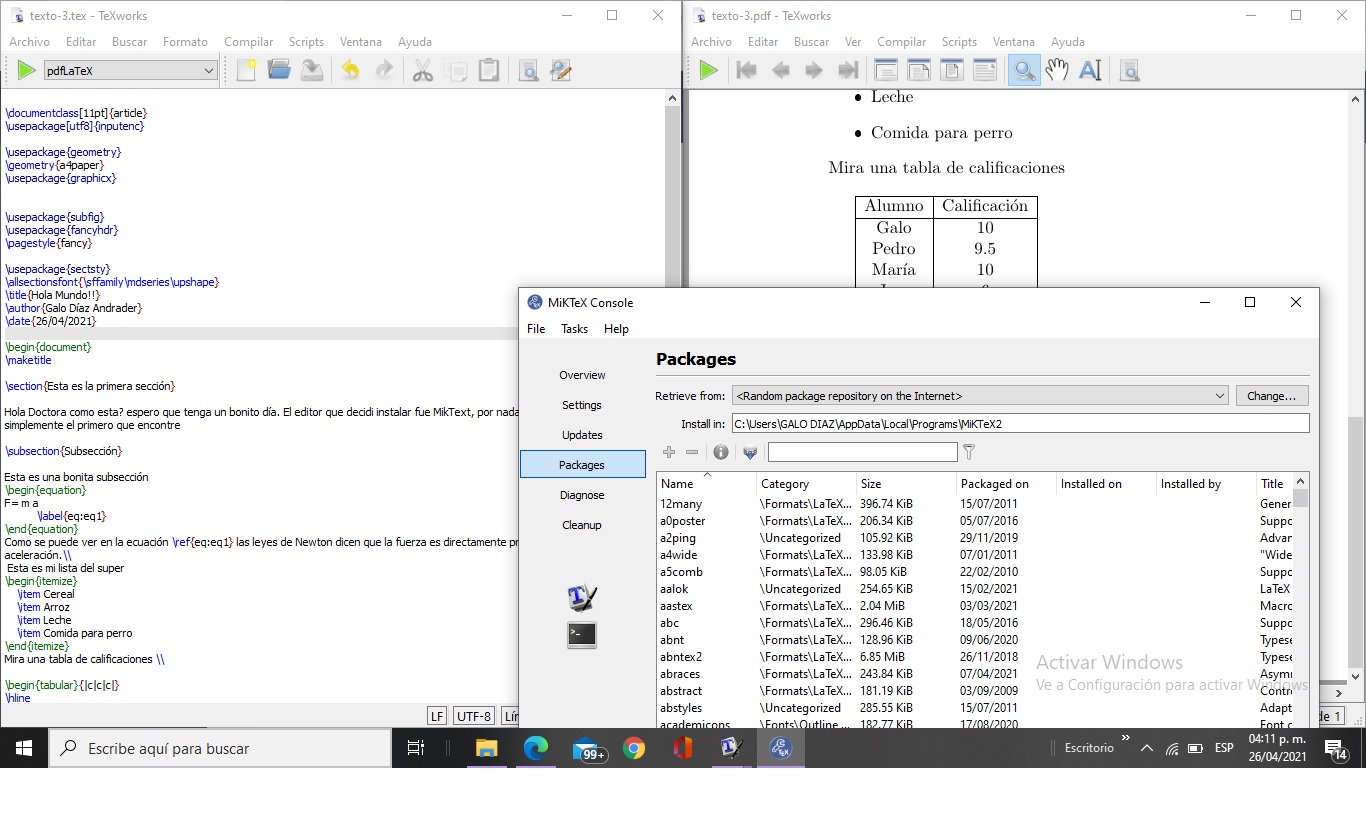 texto-3.tex - TeXworks
Archivo Editar Buscar Formato Compilar Scripts Ventana Ayuda
pdfLaTeX
\documentclass[11pt]{article}
\usepackage[utf8]{inputenc}
\usepackage{geometry}
\geometry{a4paper}
\usepackage{graphicx}
\usepackage{subfig}
\usepackage{fancyhdr}
\pagestyle{fancy}
\usepackage{sectsty}
\allsectionsfont{\sffamily\mdseries\upshape}
\title{Hola Mundo!!}
\author{Galo Díaz Andrader}
\date{26/04/2021}
\begin{document}
\maketitle
\section{Esta es la primera sección}
Hola Doctora como esta? espero que tenga un bonito día. El editor que decidi instalar fue MikText, por nada
simplemente el primero que encontre
\subsection{Subsección}
Esta es una bonita subsección
\begin{equation}
F= m a
\label{eq:eq1}
\end{equation}
Como se puede ver en la ecuación \ref{eq:eq1} las leyes de Newton dicen que la fuerza es directamente
aceleración.\\
Esta es mi lista del super
\begin{itemize}
\item Cereal
\item Arroz
\item Leche
\item Comida para perro
\end{itemize}
Mira una tabla de calificaciones \\
\begin{tabular}{|c|c|c|}
\hline
LF UTF-8
texto-3.pdf - TeXworks
Archivo Editar Buscar Ver Compilar Scripts Ventana Ayuda
• Leche
• Comida para perro
Mira una tabla de calificaciones
Alumno Calificación
Galo 10
Pedro 9.5
María 10
MiKTeX Console
File Tasks Help
Overview
Settings
Updates
Packages
Diagnose
Cleanup
Packages
Retrieve from: <Random package repository on the Internet> Change...
Install in: C:\Users\GALO DIAZ\AppData\Local\Programs\MiKTeX2
Name Category Size Packaged on Installed on Installed by Title
12many \Formats\LaTeX... 396.74 KiB 15/07/2011 Gener
a0poster \Formats\LaTeX... 206.34 KiB 05/07/2016 Suppo
a2ping \Uncategorized 105.92 KiB 29/11/2019 Advan
a4wide \Formats\LaTeX... 133.98 KiB 07/01/2011 "Wide
a5comb \Formats\LaTeX... 98.05 KiB 22/02/2010 Suppo
aalok \Uncategorized 254.65 KiB 15/02/2021 LaTeX
aastex \Formats\LaTeX... 2.04 MiB 03/03/2021 Macro
abc \Formats\LaTeX... 296.46 KiB 18/05/2016 Suppo
abnt \Formats\LaTeX... 128.96 KiB 09/06/2020 Typese
abntex2 \Formats\LaTeX... 6.85 MiB 26/11/2018 Typese
abraces \Formats\LaTeX... 243.84 KiB 07/04/2021 Asymr
abstract \Formats\LaTeX... 181.19 KiB 03/09/2009 Contr
abstyles \Uncategorized 285.55 KiB 15/07/2011 Adapt
academicons \Fonts\Outline ... 182.77 KiB 17/08/2020 Font c
Activar Windows
Ve a Configuración para activar Windows
de 1
Escribe aquí para buscar
99+
Escritorio
ESP
04:11 p. m.
26/04/2021
14